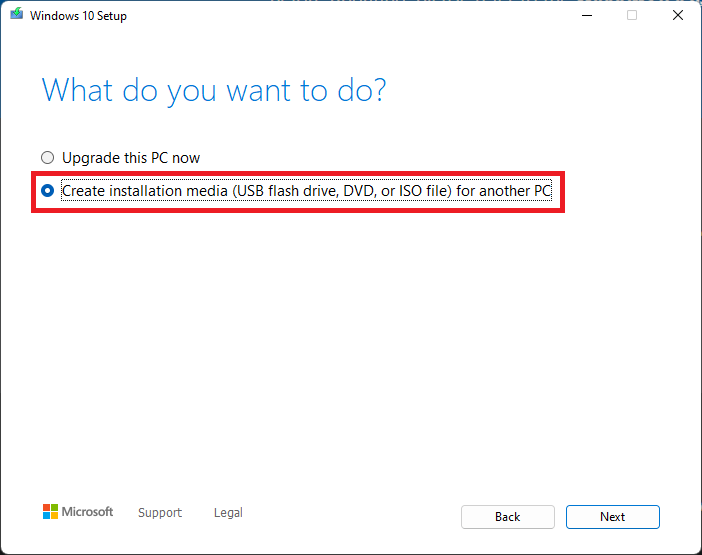 Windows 10 Setup
What do you want to do?
Upgrade this PC now
Create installation media (USB flash drive, DVD, or ISO file) for another PC
Microsoft Support Legal
Back Next